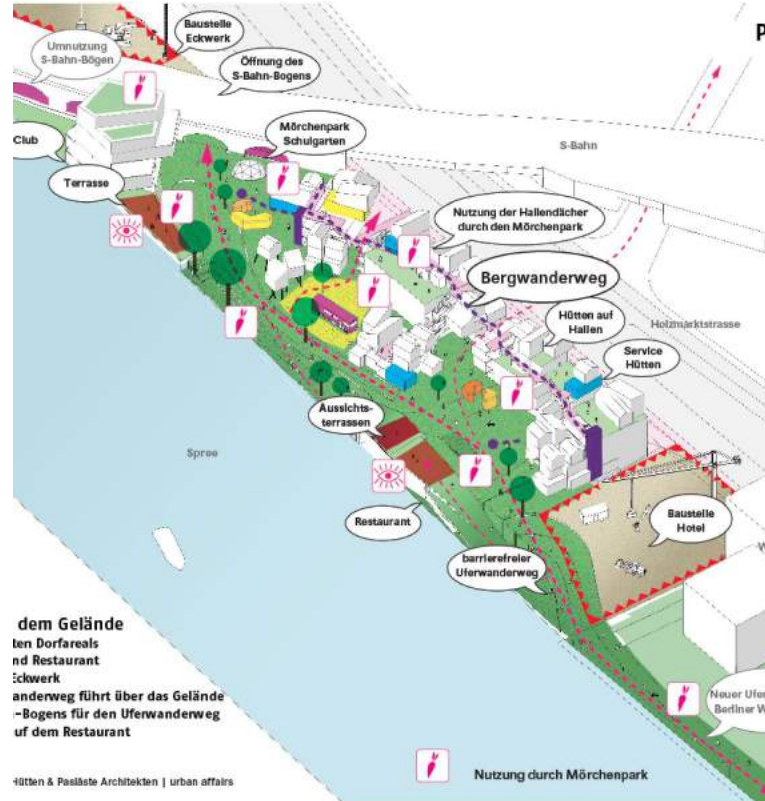 Baustelle
Eckwerk
P
Umnutzung
S-Bahn-Bögen
Öffnung des
S-Bahn-Bogens
Club
Mörchenpark
Schulgarten
S-Bahn
Terrasse
Nutzung der Hallendächer
durch den Mörchenpark
Bergwanderweg
Hütten auf
Hallen
Holzmarktstrasse
Service
Hütten
Aussichts-
terrassen
Spree
Restaurant
Baustelle
Hotel
W
barrierefreier
Uferwanderweg
dem Gelände
ten Dorfareals
nd Restaurant
Eckwerk
anderweg führt über das Gelände
-Bogens für den Uferwanderweg
uf dem Restaurant
Neuer Ufer
Berliner W
Hütten & Paläste Architekten | urban affairs
Nutzung durch Mörchenpark